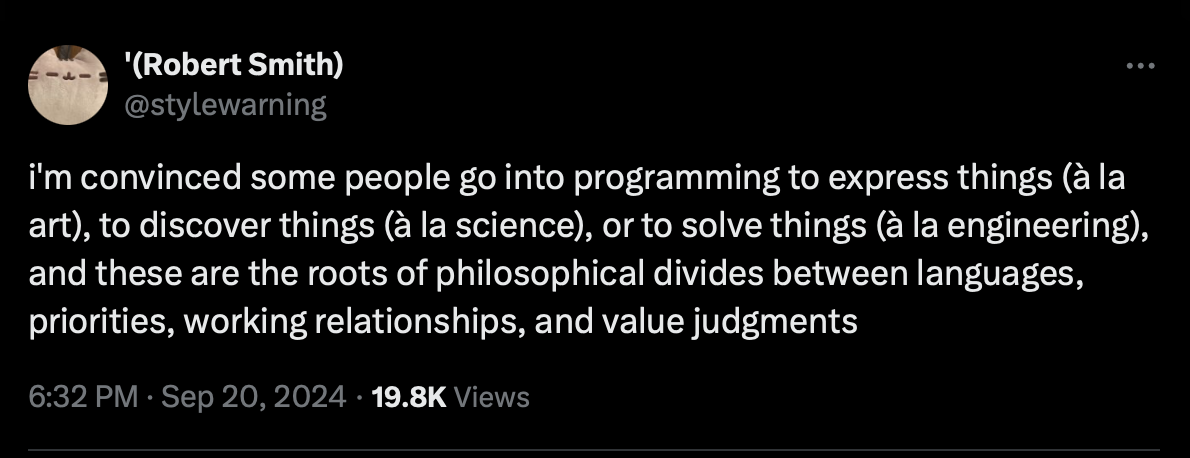 '(Robert Smith)
@stylewarning
i'm convinced some people go into programming to express things (à la
art), to discover things (à la science), or to solve things (à la engineering),
and these are the roots of philosophical divides between languages,
priorities, working relationships, and value judgments
6:32 PM · Sep 20, 2024 · 19.8K Views